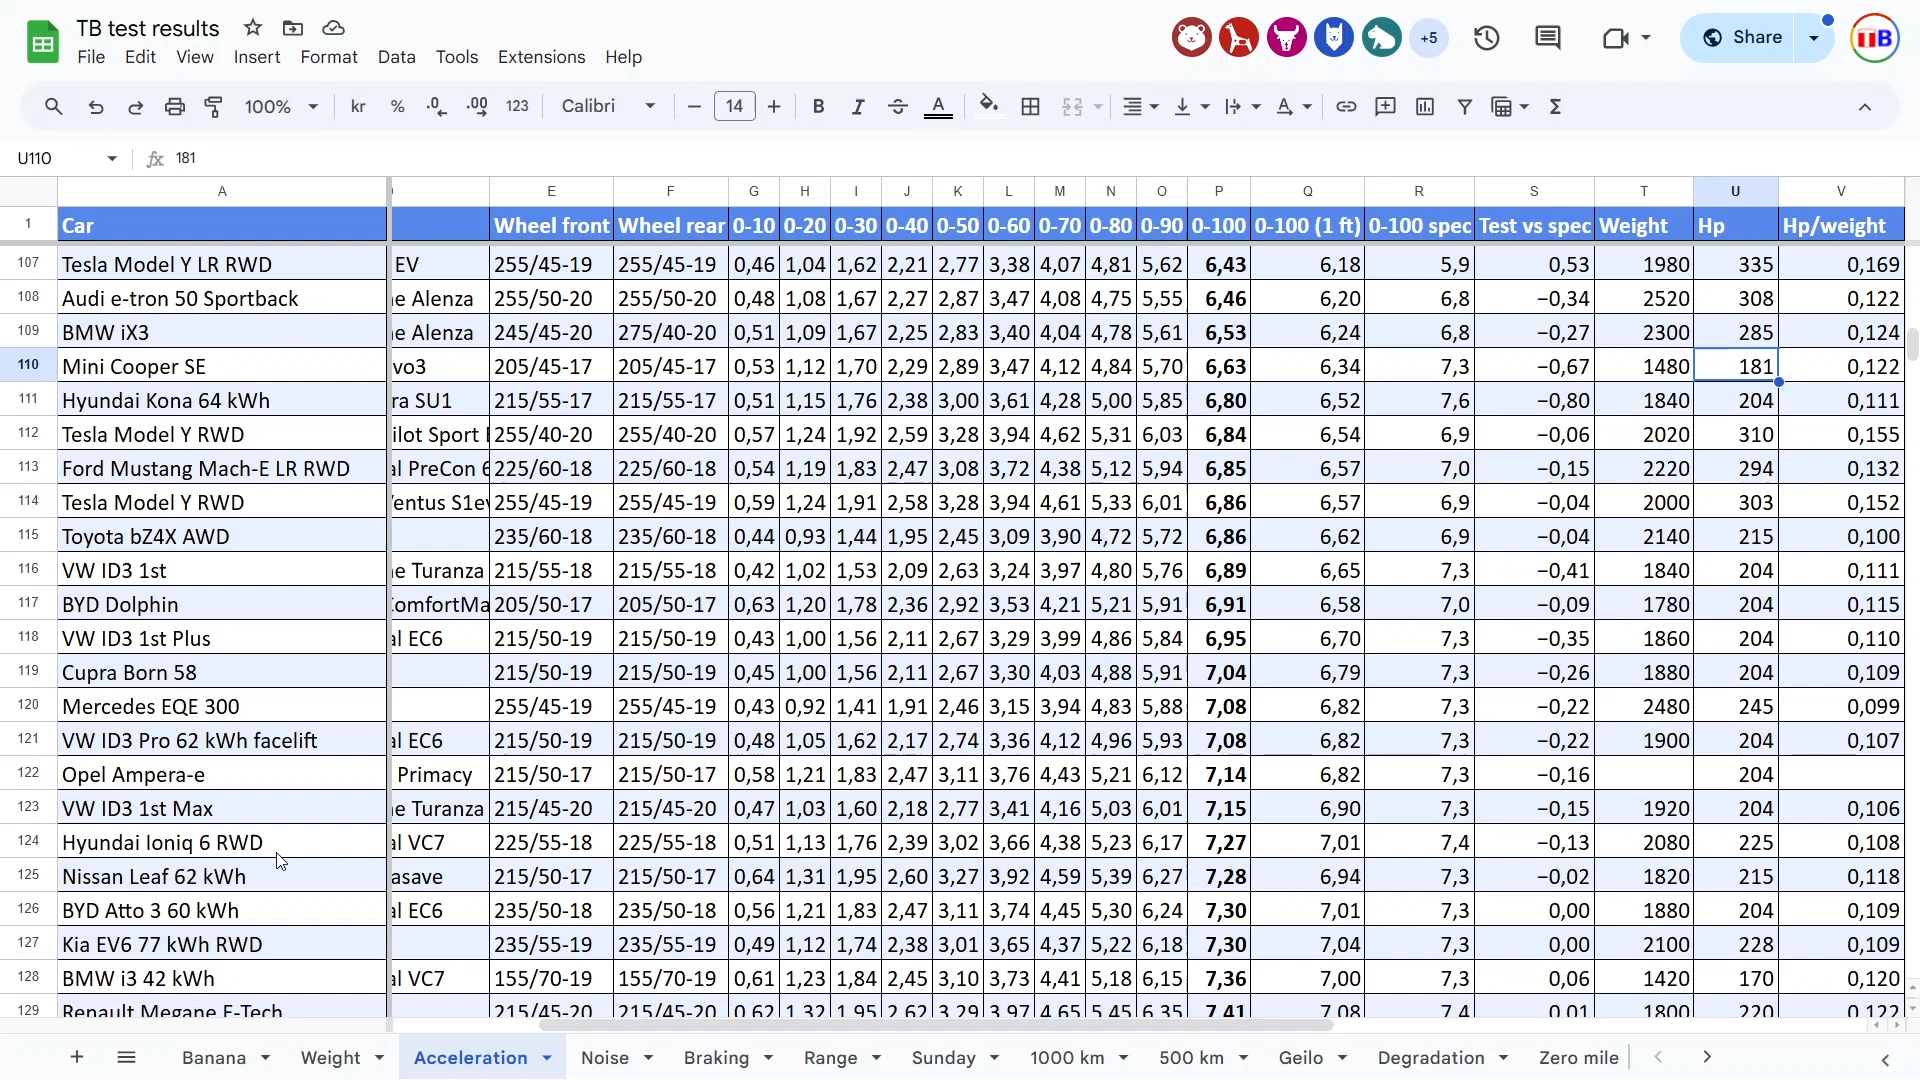 TB test results
+5
Share
TTB
File Edit View Insert Format Data Tools Extensions Help
100% kr % .0 .00 123 Calibri 14 B I S A
U110 fx 181
A E F G H I J K L M N O P Q R S T U V
1 Car Wheel front Wheel rear 0-10 0-20 0-30 0-40 0-50 0-60 0-70 0-80 0-90 0-100 0-100 (1 ft) 0-100 spec Test vs spec Weight Hp Hp/weight
107 Tesla Model Y LR RWD EV 255/45-19 255/45-19 0,46 1,04 1,62 2,21 2,77 3,38 4,07 4,81 5,62 6,43 6,18 5,9 0,53 1980 335 0,169
108 Audi e-tron 50 Sportback e Alenza 255/50-20 255/50-20 0,48 1,08 1,67 2,27 2,87 3,47 4,08 4,75 5,55 6,46 6,20 6,8 −0,34 2520 308 0,122
109 BMW iX3 e Alenza 245/45-20 275/40-20 0,51 1,09 1,67 2,25 2,83 3,40 4,04 4,78 5,61 6,53 6,24 6,8 −0,27 2300 285 0,124
110 Mini Cooper SE vo3 205/45-17 205/45-17 0,53 1,12 1,70 2,29 2,89 3,47 4,12 4,84 5,70 6,63 6,34 7,3 −0,67 1480 181 0,122
111 Hyundai Kona 64 kWh ra SU1 215/55-17 215/55-17 0,51 1,15 1,76 2,38 3,00 3,61 4,28 5,00 5,85 6,80 6,52 7,6 −0,80 1840 204 0,111
112 Tesla Model Y RWD ilot Sport 255/40-20 255/40-20 0,57 1,24 1,92 2,59 3,28 3,94 4,62 5,31 6,03 6,84 6,54 6,9 −0,06 2020 310 0,155
113 Ford Mustang Mach-E LR RWD al PreCon 6 225/60-18 225/60-18 0,54 1,19 1,83 2,47 3,08 3,72 4,38 5,12 5,94 6,85 6,57 7,0 −0,15 2220 294 0,132
114 Tesla Model Y RWD entus S1ev 255/45-19 255/45-19 0,59 1,24 1,91 2,58 3,28 3,94 4,61 5,33 6,01 6,86 6,57 6,9 −0,04 2000 303 0,152
115 Toyota bZ4X AWD 235/60-18 235/60-18 0,44 0,93 1,44 1,95 2,45 3,09 3,90 4,72 5,72 6,86 6,62 6,9 −0,04 2140 215 0,100
116 VW ID3 1st e Turanza 215/55-18 215/55-18 0,42 1,02 1,53 2,09 2,63 3,24 3,97 4,80 5,76 6,89 6,65 7,3 −0,41 1840 204 0,111
117 BYD Dolphin ComfortMa 205/50-17 205/50-17 0,63 1,20 1,78 2,36 2,92 3,53 4,21 5,21 5,91 6,91 6,58 7,0 −0,09 1780 204 0,115
118 VW ID3 1st Plus al EC6 215/50-19 215/50-19 0,43 1,00 1,56 2,11 2,67 3,29 3,99 4,86 5,84 6,95 6,70 7,3 −0,35 1860 204 0,110
119 Cupra Born 58 215/50-19 215/50-19 0,45 1,00 1,56 2,11 2,67 3,30 4,03 4,88 5,91 7,04 6,79 7,3 −0,26 1880 204 0,109
120 Mercedes EQE 300 255/45-19 255/45-19 0,43 0,92 1,41 1,91 2,46 3,15 3,94 4,83 5,88 7,08 6,82 7,3 −0,22 2480 245 0,099
121 VW ID3 Pro 62 kWh facelift al EC6 215/50-19 215/50-19 0,48 1,05 1,62 2,17 2,74 3,36 4,12 4,96 5,93 7,08 6,82 7,3 −0,22 1900 204 0,107
122 Opel Ampera-e Primacy 215/50-17 215/50-17 0,58 1,21 1,83 2,47 3,11 3,76 4,43 5,21 6,12 7,14 6,82 7,3 −0,16 204
123 VW ID3 1st Max e Turanza 215/45-20 215/45-20 0,47 1,03 1,60 2,18 2,77 3,41 4,16 5,03 6,01 7,15 6,90 7,3 −0,15 1920 204 0,106
124 Hyundai Ioniq 6 RWD al VC7 225/55-18 225/55-18 0,51 1,13 1,76 2,39 3,02 3,66 4,38 5,23 6,17 7,27 7,01 7,4 −0,13 2080 225 0,108
125 Nissan Leaf 62 kWh asave 215/50-17 215/50-17 0,64 1,31 1,95 2,60 3,27 3,92 4,59 5,39 6,27 7,28 6,94 7,3 −0,02 1820 215 0,118
126 BYD Atto 3 60 kWh al EC6 235/50-18 235/50-18 0,56 1,21 1,83 2,47 3,11 3,74 4,45 5,30 6,24 7,30 7,01 7,3 0,00 1880 204 0,109
127 Kia EV6 77 kWh RWD 235/55-19 235/55-19 0,49 1,12 1,74 2,38 3,01 3,65 4,37 5,22 6,18 7,30 7,04 7,3 0,00 2100 228 0,109
128 BMW i3 42 kWh al VC7 155/70-19 155/70-19 0,61 1,23 1,84 2,45 3,10 3,73 4,41 5,18 6,15 7,36 7,00 7,3 0,06 1420 170 0,120
129 Renault Megane E-Tech 215/45-20 215/45-20 0,62 1,32 1,95 2,62 3,29 3,97 4,65 5,45 6,35 7,41 7,08 7,4 0,01 1800 220 0,122
Banana Weight Acceleration Noise Braking Range Sunday 1000 km 500 km Geilo Degradation Zero mile